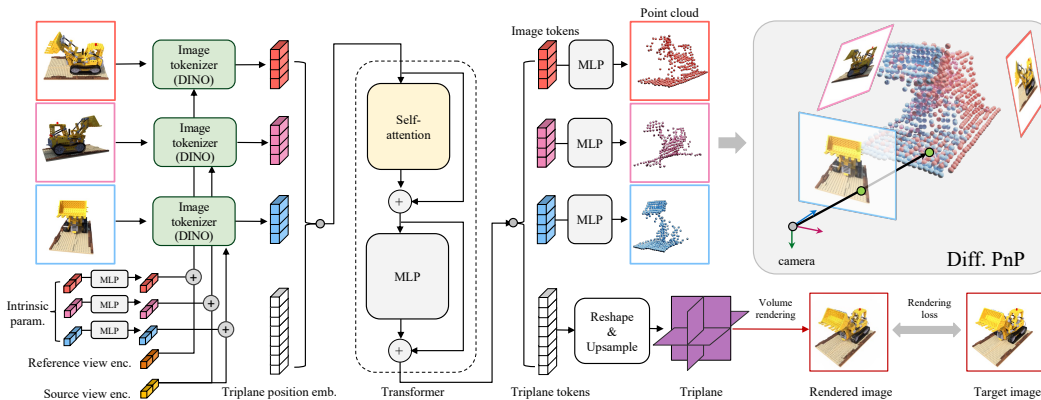 Image
tokenizer
(DINO)
Image
tokenizer
(DINO)
Image
tokenizer
(DINO)
MLP
MLP
MLP
Intrinsic
param.
Reference view enc.
Source view enc.
Triplane position emb.
Self-
attention
MLP
Transformer
Image tokens
Point cloud
MLP
MLP
MLP
Triplane tokens
Reshape
&
Upsample
Triplane
Volume
rendering
Rendered image
Rendering
loss
Target image
camera
Diff. PnP